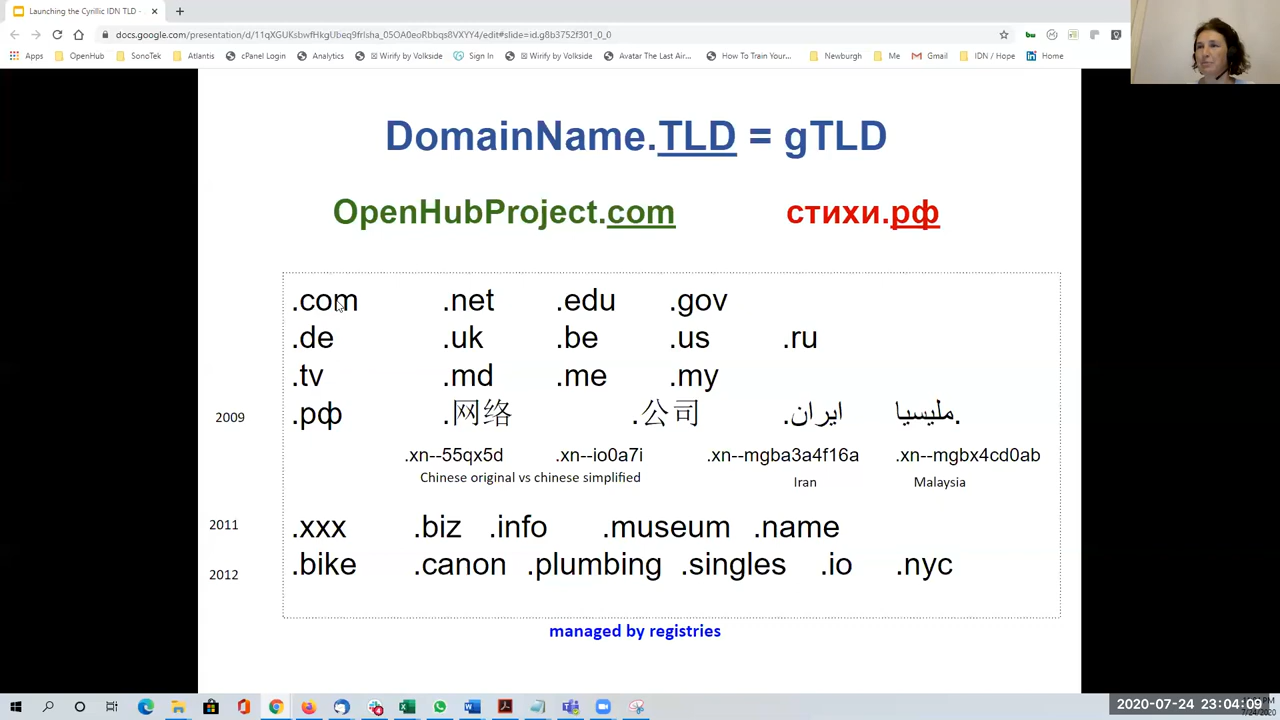 Launching the Cyrillic IDN TLD -
docs.google.com/presentation/d/11qXGUKsbwfHkgUbeq9frIsha_05OA0eoRbbqs8VXYY4/edit#slide=id.g8b3752f301_0_0
Apps OpenHub SonoTek Atlantis cPanel Login Analytics Wirify by Volkside Sign In Wirify by Volkside Avatar The Last Air... How To Train Your... Newburgh Me Gmail IDN / Hope Home
DomainName.TLD = gTLD
OpenHubProject.com стихи.рф
.com .net .edu .gov
.de .uk .be .us .ru
.tv .md .me .my
2009 .рф .网络 .公司 .ایران مليسيا.
.xn--55qx5d .xn--io0a7i .xn--mgba3a4f16a .xn--mgbx4cd0ab
Chinese original vs chinese simplified Iran Malaysia
2011 .xxx .biz .info .museum .name
2012 .bike .canon .plumbing .singles .io .nyc
managed by registries
2020-07-24 23:04:09